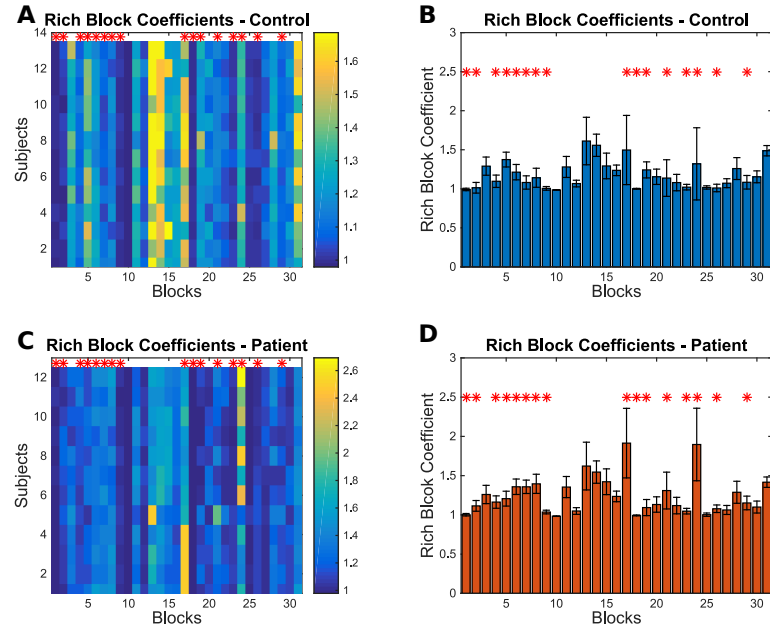 A
Rich Block Coefficients - Control
14
12
10
8
6
4
2
Subjects
5 10 15 20 25 30
Blocks
1.6
1.5
1.4
1.3
1.2
1.1
1
B
Rich Block Coefficients - Control
3
2.5
2
1.5
1
0.5
0
Rich Blcok Coefficient
5 10 15 20 25 30
Blocks
C
Rich Block Coefficients - Patient
12
10
8
6
4
2
Subjects
5 10 15 20 25 30
Blocks
2.6
2.4
2.2
2
1.8
1.6
1.4
1.2
1
D
Rich Block Coefficients - Patient
3
2.5
2
1.5
1
0.5
0
Rich Blcok Coefficient
5 10 15 20 25 30
Blocks